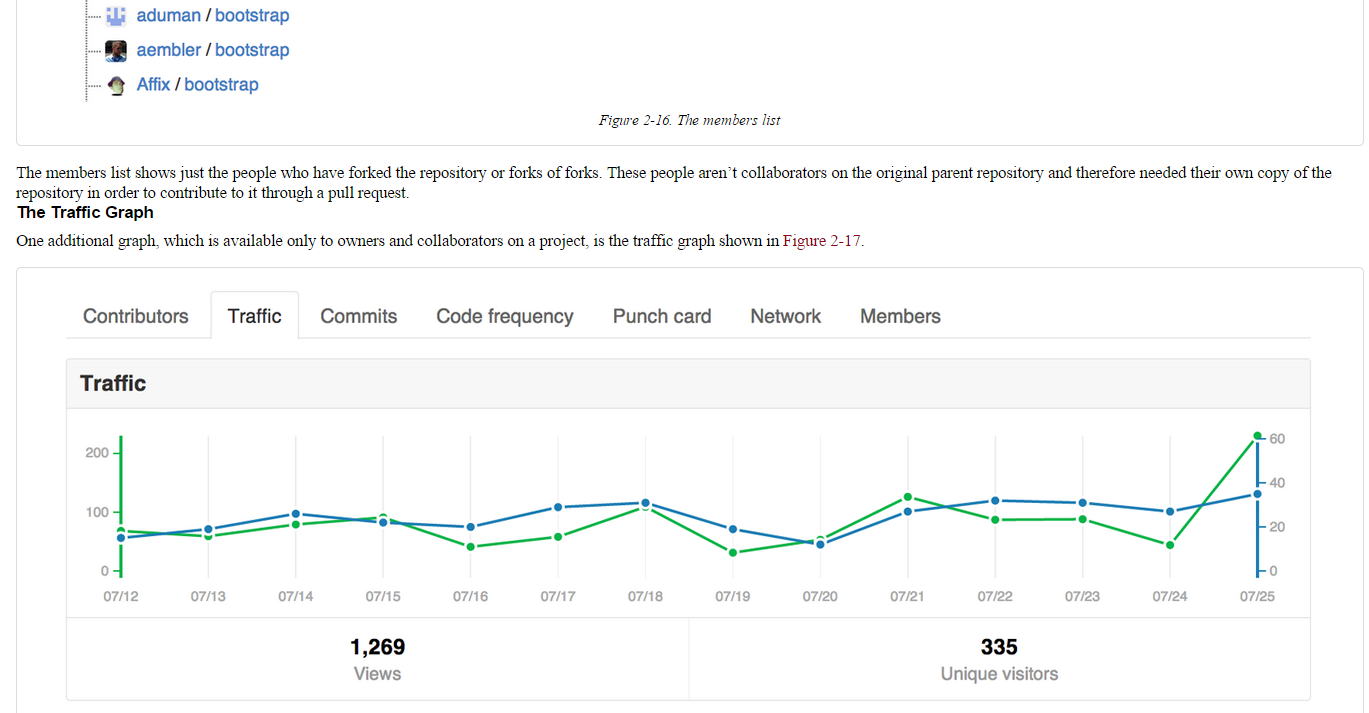 aduman / bootstrap
aembler / bootstrap
Affix / bootstrap
Figure 2-16. The members list
The members list shows just the people who have forked the repository or forks of forks. These people aren’t collaborators on the original parent repository and therefore needed their own copy of the
repository in order to contribute to it through a pull request.
The Traffic Graph
One additional graph, which is available only to owners and collaborators on a project, is the traffic graph shown in Figure 2-17.
Contributors Traffic Commits Code frequency Punch card Network Members
Traffic
200 60
40
100
20
0 0
07/12 07/13 07/14 07/15 07/16 07/17 07/18 07/19 07/20 07/21 07/22 07/23 07/24 07/25
1,269 335
Views Unique visitors